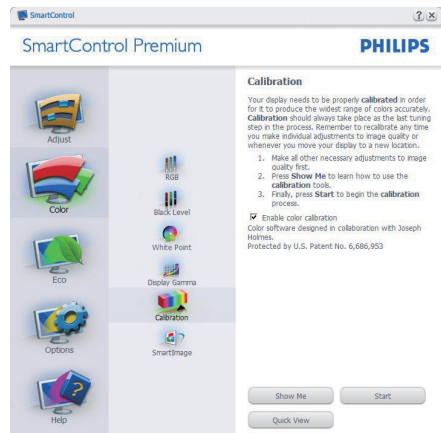 SmartControl
SmartControl Premium
PHILIPS
Adjust
Color
Eco
Options
Help
RGB
Black Level
White Point
Display Gamma
Calibration
SmartImage
Calibration
Your display needs to be properly calibrated in order
for it to produce the widest range of colors accurately.
Calibration should always take place as the last tuning
step in the process. Remember to recalibrate any time
you make individual adjustments to image quality or
whenever you move your display to a new location.
1. Make all other necessary adjustments to image
quality first.
2. Press Show Me to learn how to use the
calibration tools.
3. Finally, press Start to begin the calibration
process.
Enable color calibration
Color software designed in collaboration with Joseph
Holmes.
Protected by U.S. Patent No. 6,686,953
Show Me
Start
Quick View